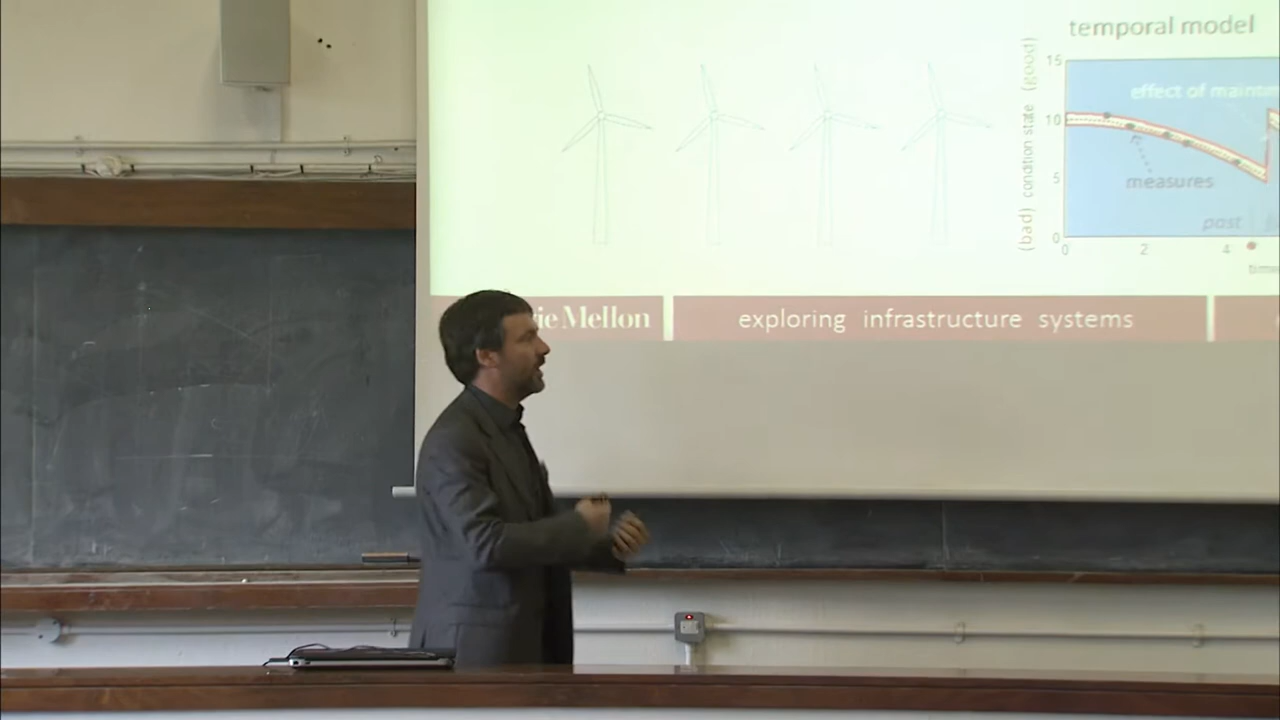 temporal model
(bad) condition state (good)
15
10
5
0
effect of
measures
past
0 2 4
time
ie Mellon
exploring infrastructure systems